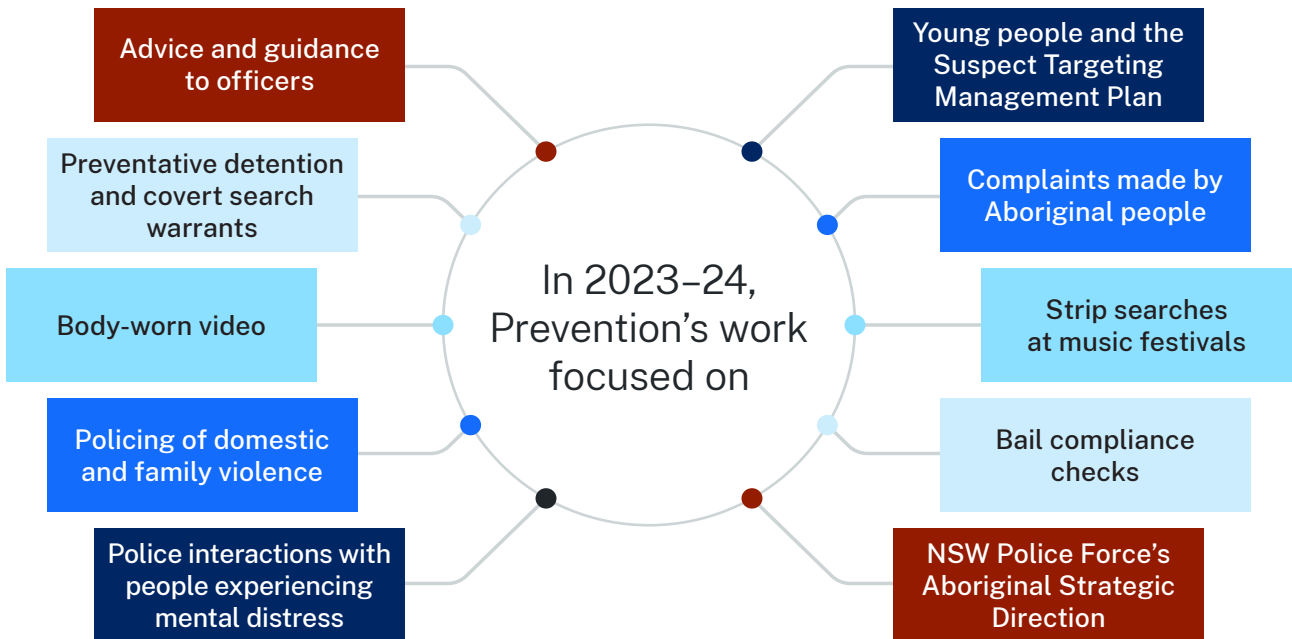 Advice and guidance
to officers
Preventative detention
and covert search
warrants
Body-worn video
Policing of domestic
and family violence
Police interactions with
people experiencing
mental distress
In 2023–24,
Prevention’s work
focused on
Young people and the
Suspect Targeting
Management Plan
Complaints made by
Aboriginal people
Strip searches
at music festivals
Bail compliance
checks
NSW Police Force’s
Aboriginal Strategic
Direction